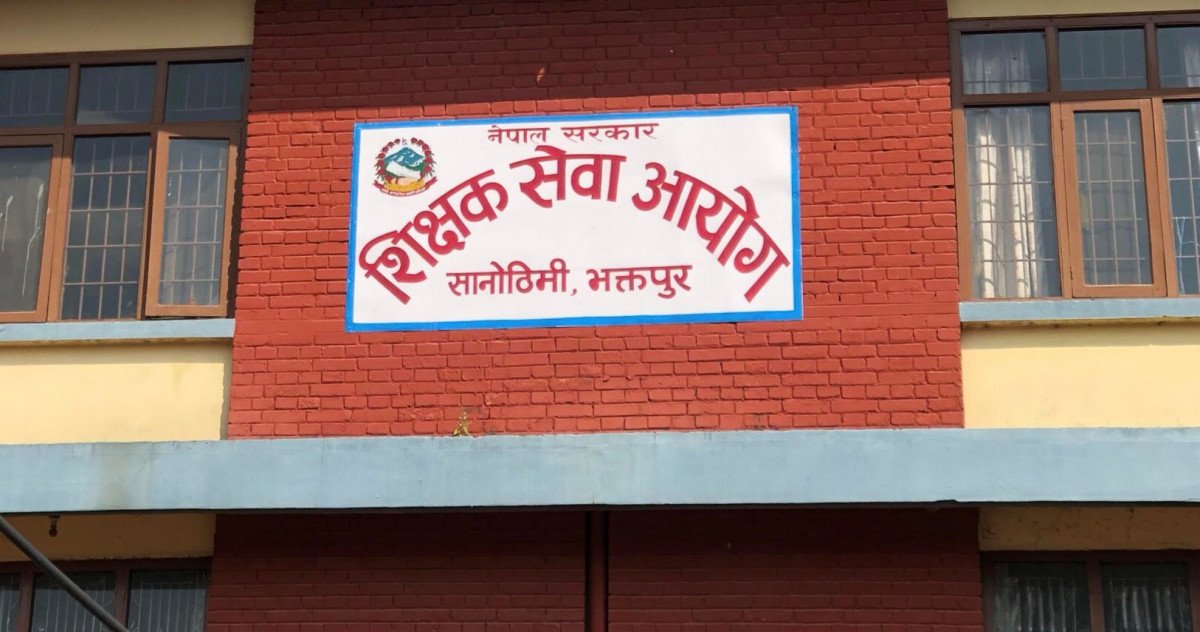 नेपाल सरकार
शिक्षक सेवा आयोग
सानोठिमी, भक्तपुर